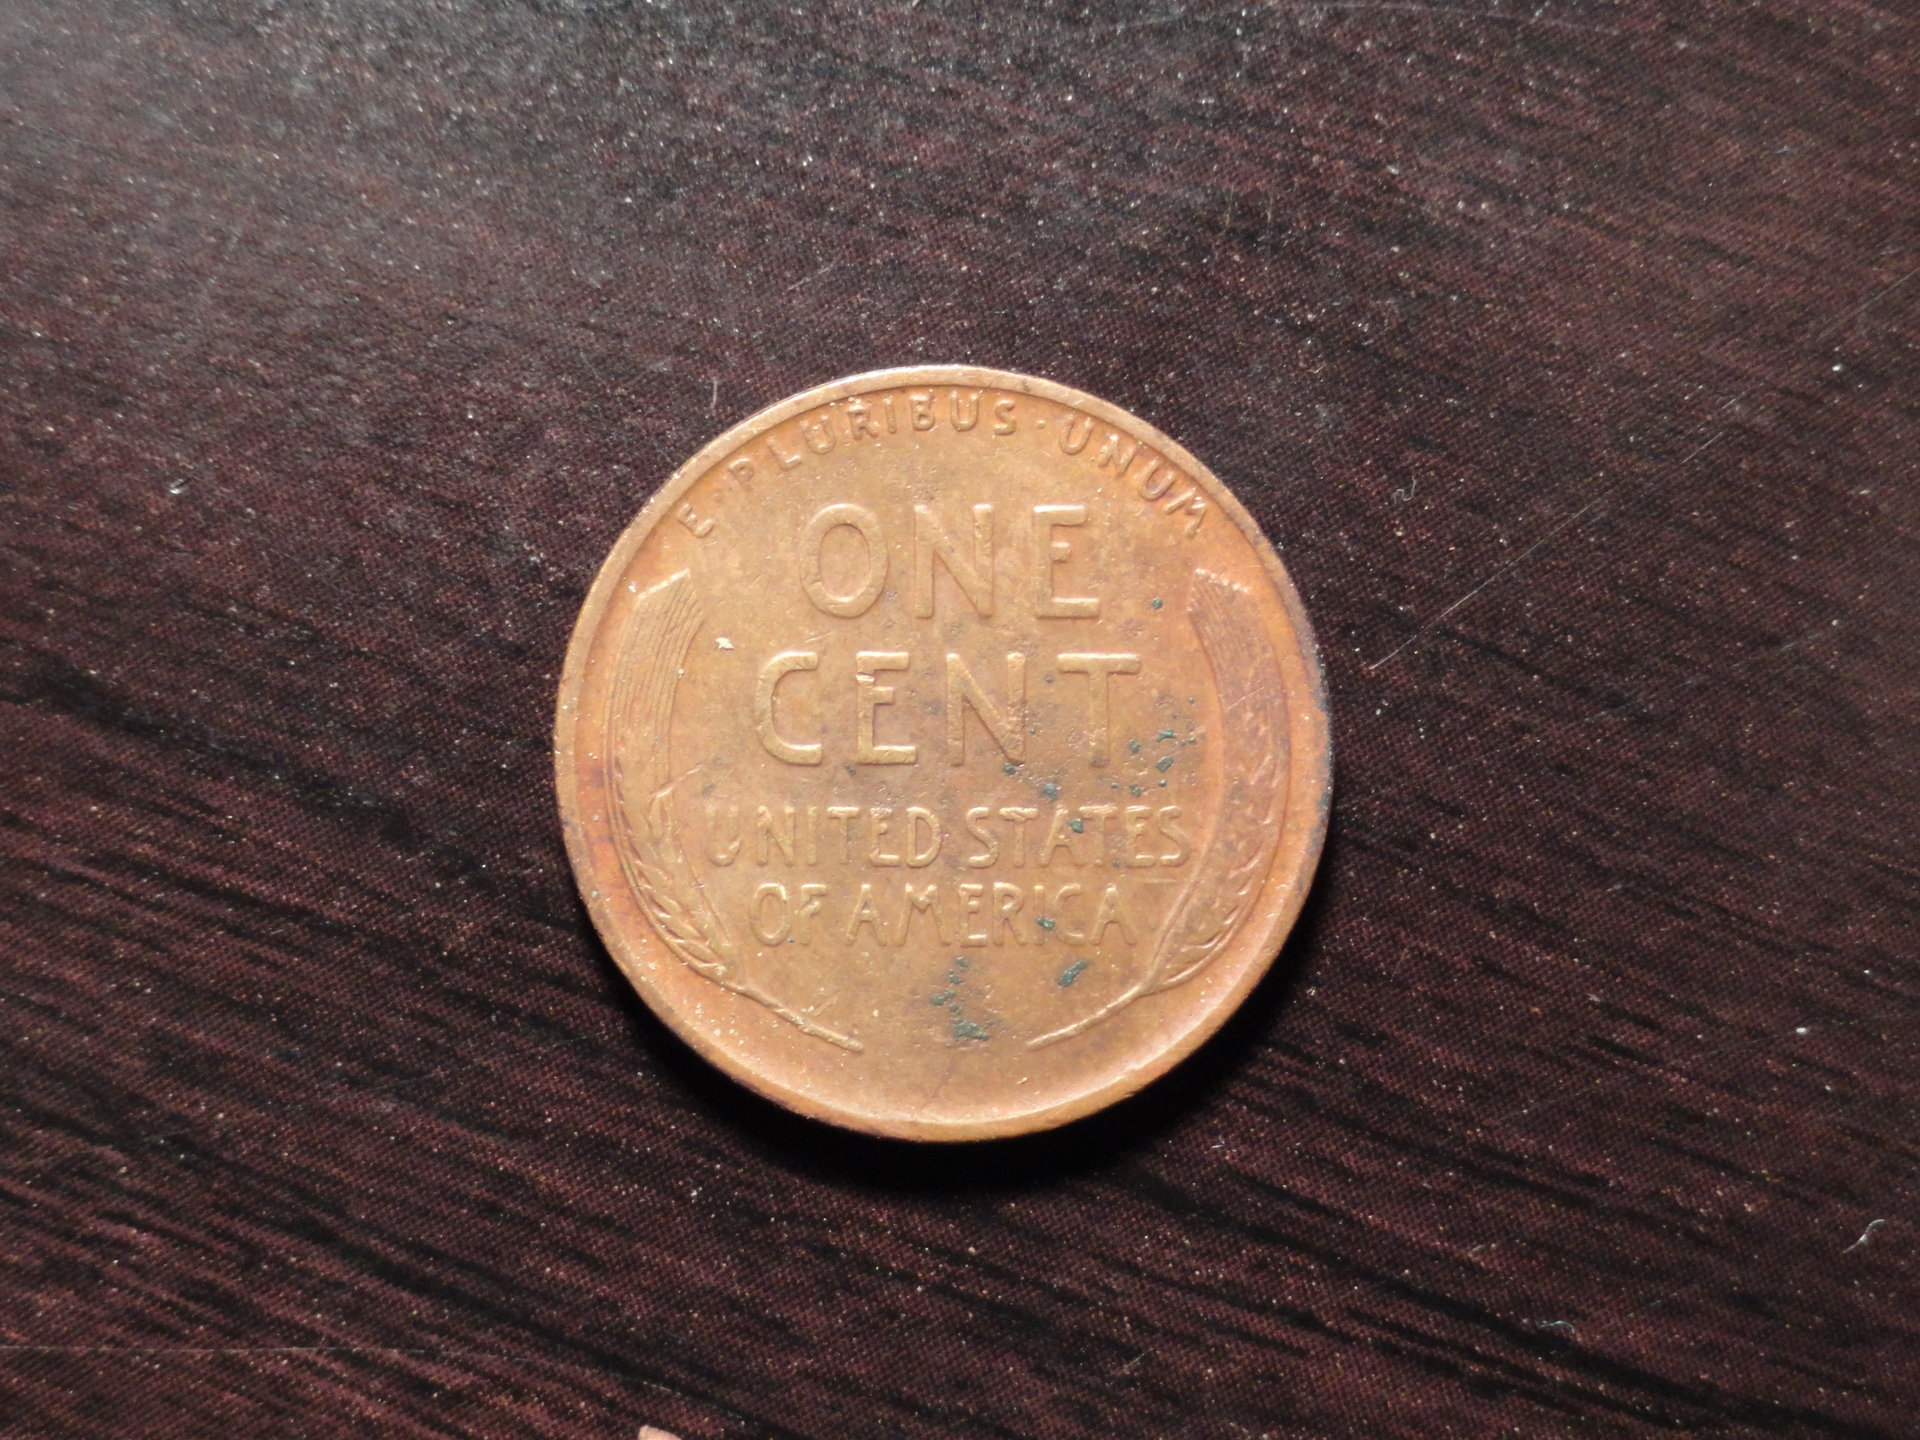 E·PLURIBUS·UNUM
ONE
CENT
UNITED STATES
OF AMERICA